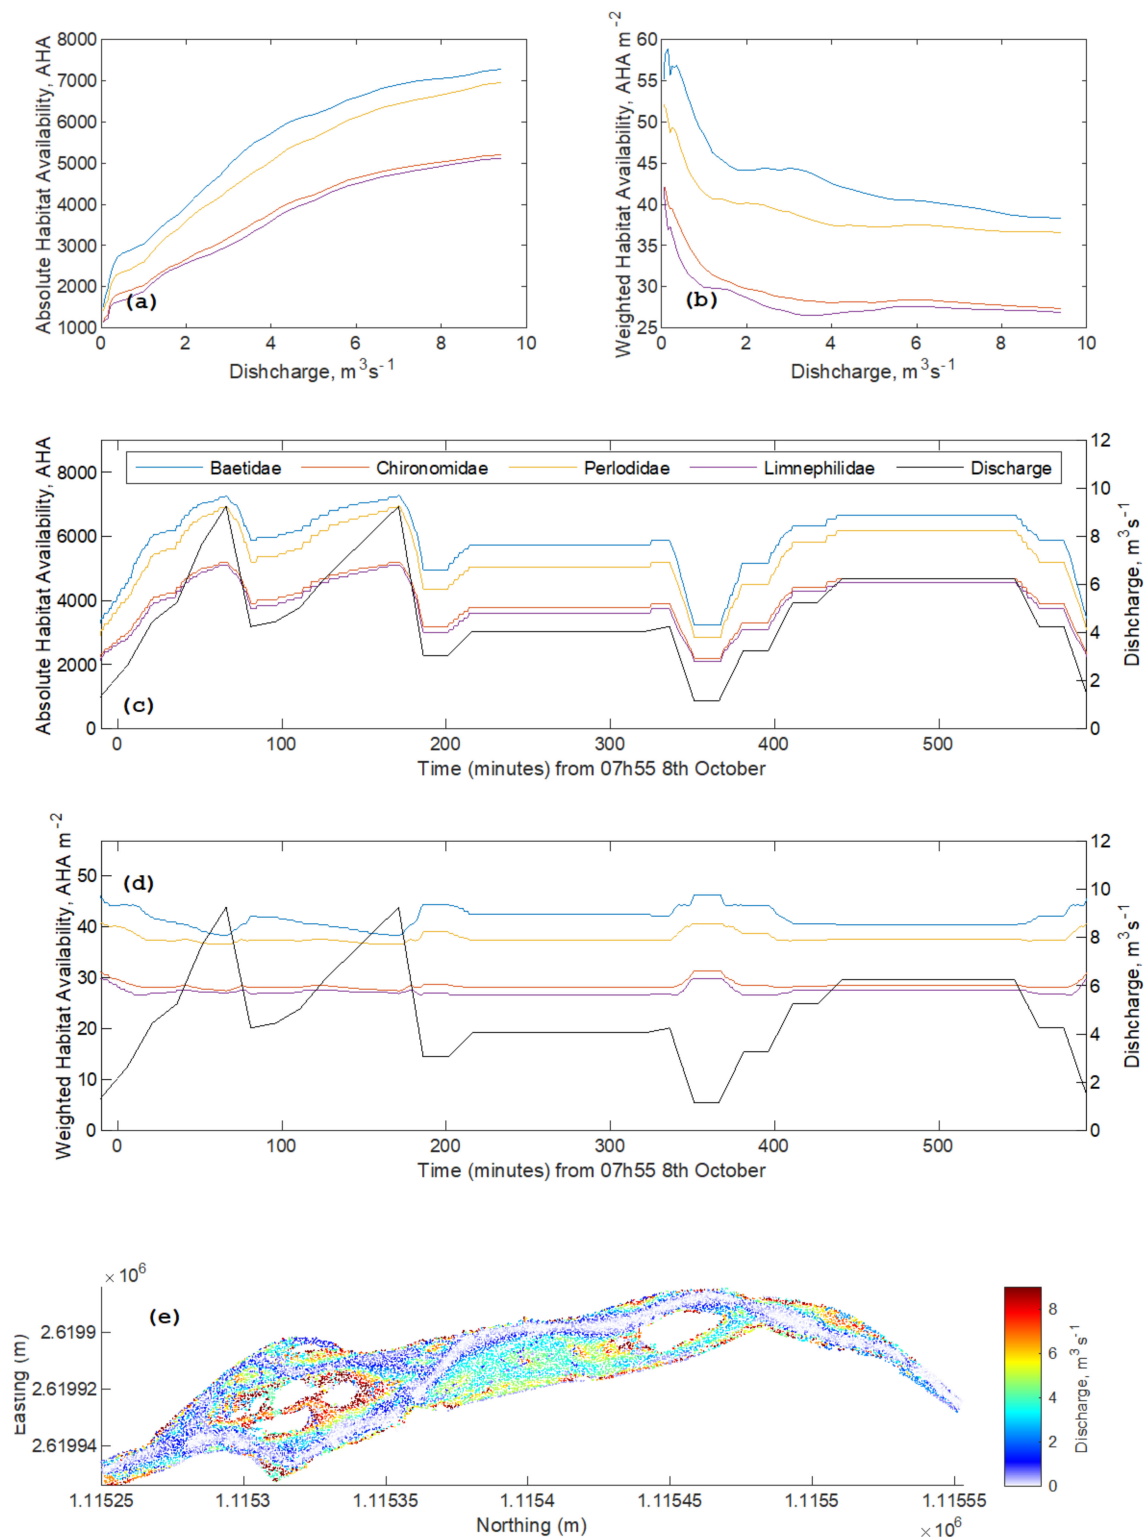 8000
7000
6000
5000
4000
3000
2000
1000
0 2 4 6 8 10
Absolute Habitat Availability, AHA
Dishcharge, m3s-1
(a)
60
55
50
45
40
35
30
25
0 2 4 6 8 10
Weighted Habitat Availability, AHA m-2
Dishcharge, m3s-1
(b)
Absolute Habitat Availability, AHA
8000
6000
4000
2000
0
Baetidae Chironomidae Perlodidae Limnephilidae Discharge
(c)
12
10
8
6
4
2
0
Dishcharge, m3s-1
0 100 200 300 400 500
Time (minutes) from 07h55 8th October
Weighted Habitat Availability, AHA m-2
50
40
30
20
10
0
(d)
12
10
8
6
4
2
0
Dishcharge, m3s-1
0 100 200 300 400 500
Time (minutes) from 07h55 8th October
× 10^6
(e)
2.6199
2.61992
2.61994
Easting (m)
8
6
4
2
0
Discharge, m3s-1
1.11525 1.1153 1.11535 1.1154 1.11545 1.1155 1.11555
Northing (m)
× 10^6